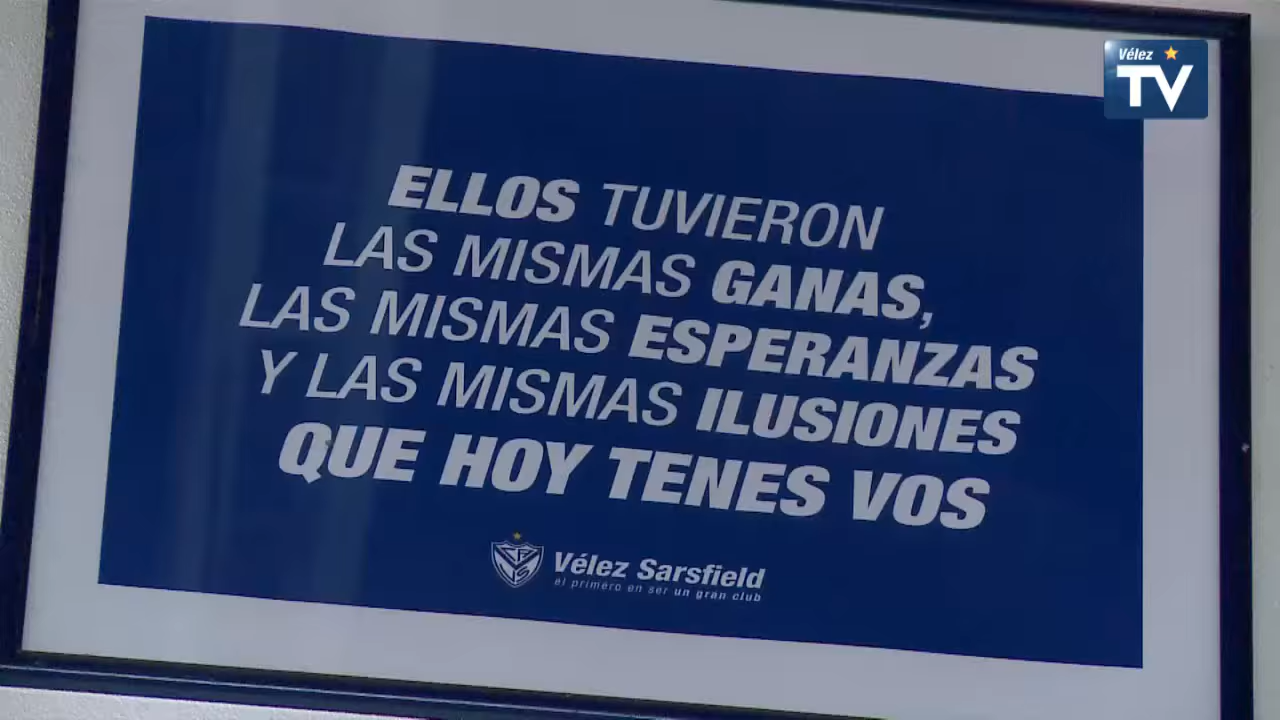 Vélez
TV
ELLOS TUVIERON
LAS MISMAS GANAS,
LAS MISMAS ESPERANZAS
Y LAS MISMAS ILUSIONES
QUE HOY TENES VOS
Vélez Sarsfield
el primero en ser un gran club